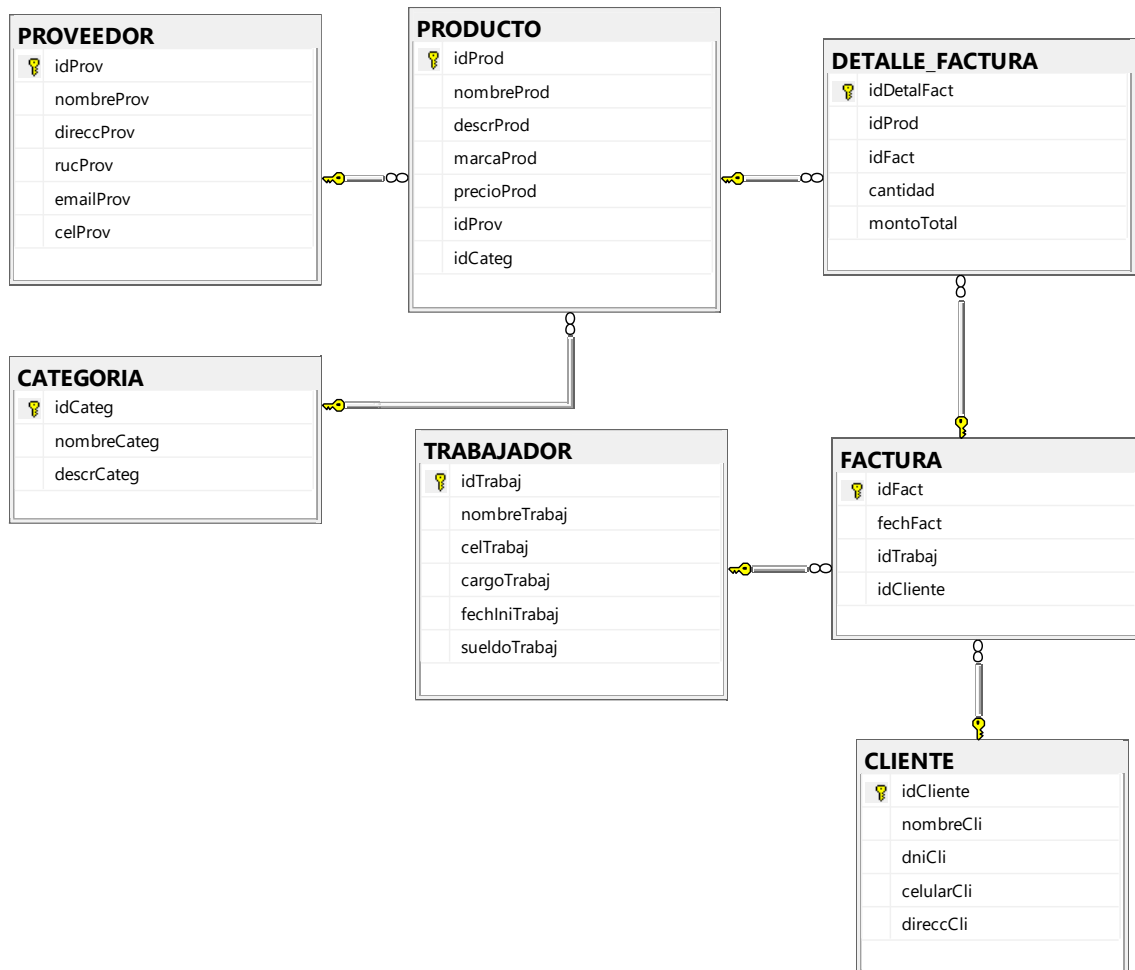 PROVEEDOR
idProv
nombreProv
direccProv
rucProv
emailProv
celProv
PRODUCTO
idProd
nombreProd
descrProd
marcaProd
precioProd
idProv
idCateg
DETALLE_FACTURA
idDetalFact
idProd
idFact
cantidad
montoTotal
CATEGORIA
idCateg
nombreCateg
descrCateg
TRABAJADOR
idTrabaj
nombreTrabaj
celTrabaj
cargoTrabaj
fechIniTrabaj
sueldoTrabaj
FACTURA
idFact
fechFact
idTrabaj
idCliente
CLIENTE
idCliente
nombreCli
dniCli
celularCli
direccCli